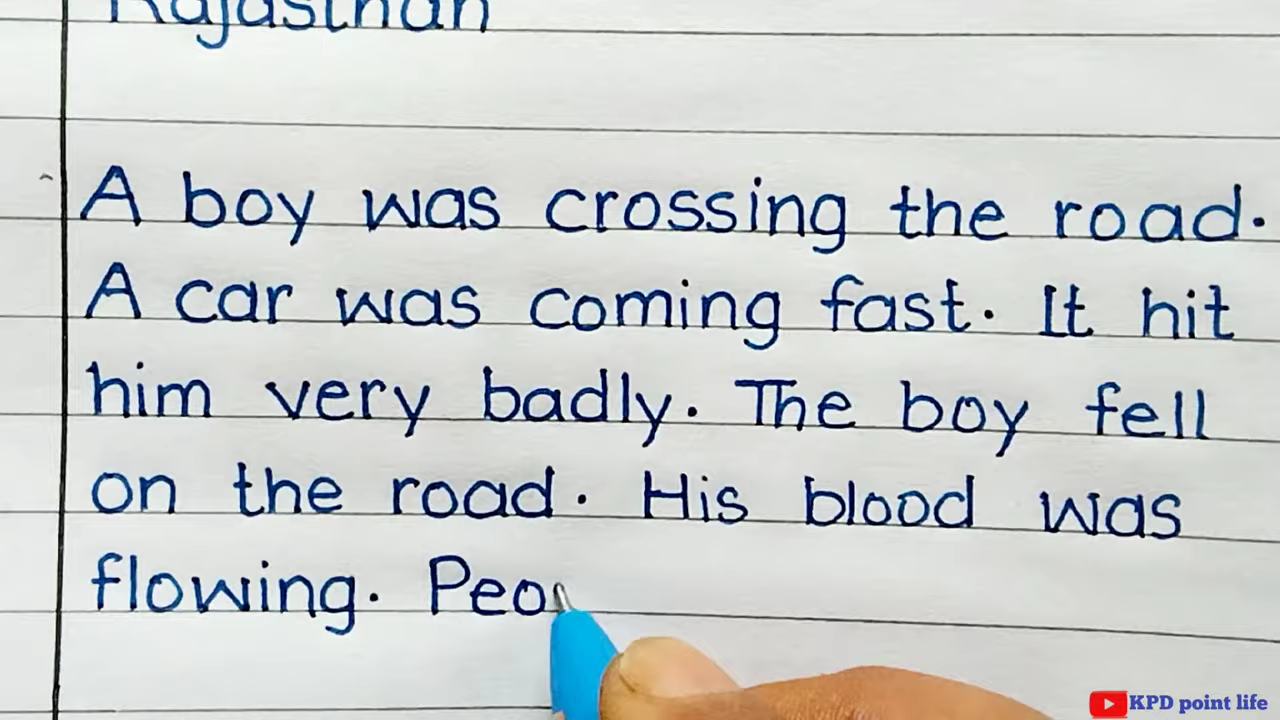 Rajasthan
A boy was crossing the road.
A car was coming fast. It hit
him very badly. The boy fell
on the road. His blood was
flowing. Peo
KPD point life